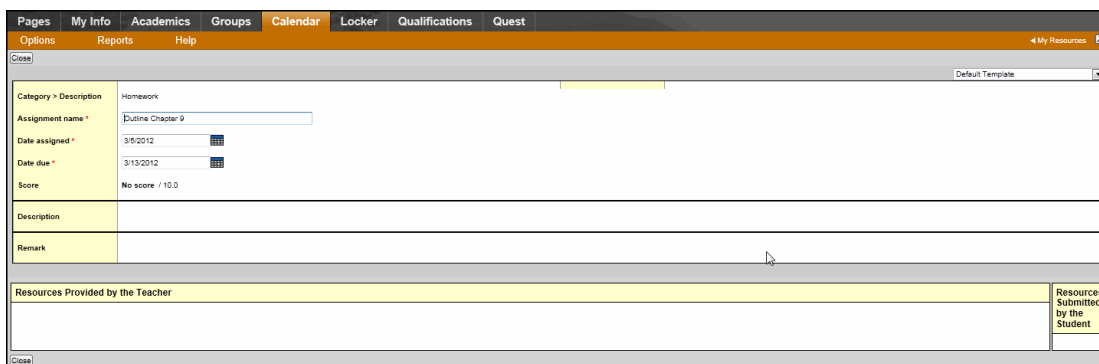 Pages My Info Academics Groups Calendar Locker Qualifications Quest
Options Reports Help My Resources
Close
Default Template
Category > Description Homework
Assignment name * Outline Chapter 9
Date assigned * 3/5/2012
Date due * 3/13/2012
Score No score / 10.0
Description
Remark
Resources Provided by the Teacher
Resources
Submitted
by the
Student
Close